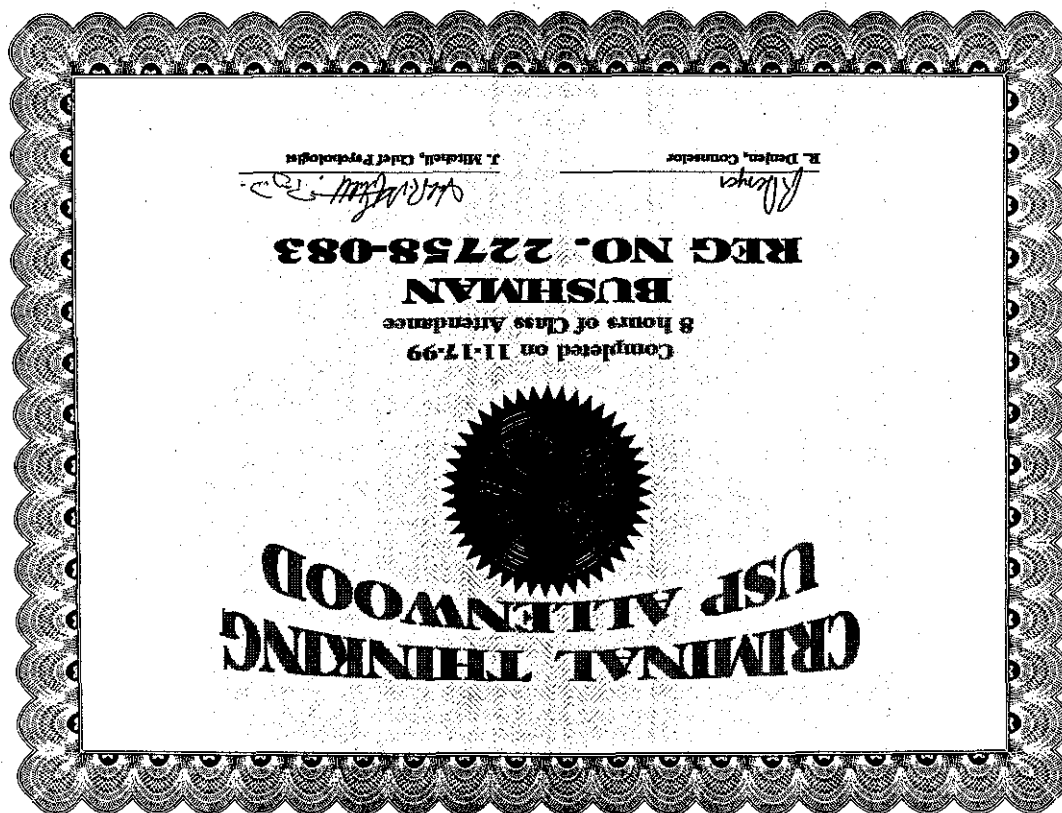 CRIMINAL THINKING
USP ALLENWOOD
Completed on 11-17-99
8 hours of Class Attendance
BUSHMAN
REG NO. 22758-083
R. Denjen, Counselor
J. Mitchell, Chief Psychologist